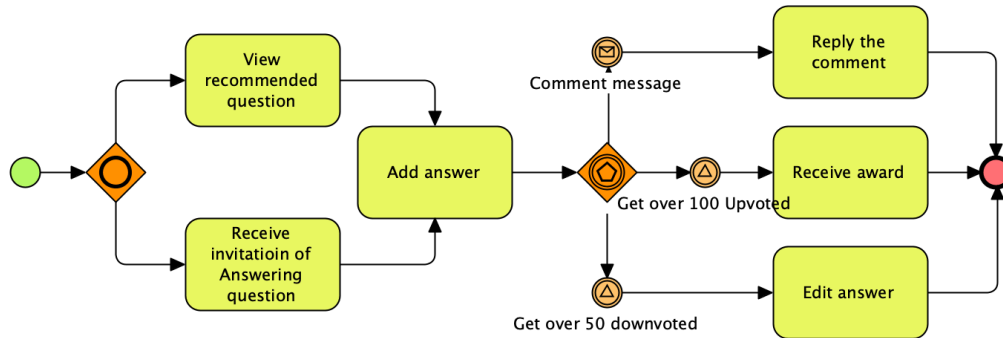 View
recommended
question
Receive
invitatioin of
Answering
question
Add answer
Comment message
Get over 100 Upvoted
Get over 50 downvoted
Reply the
comment
Receive award
Edit answer